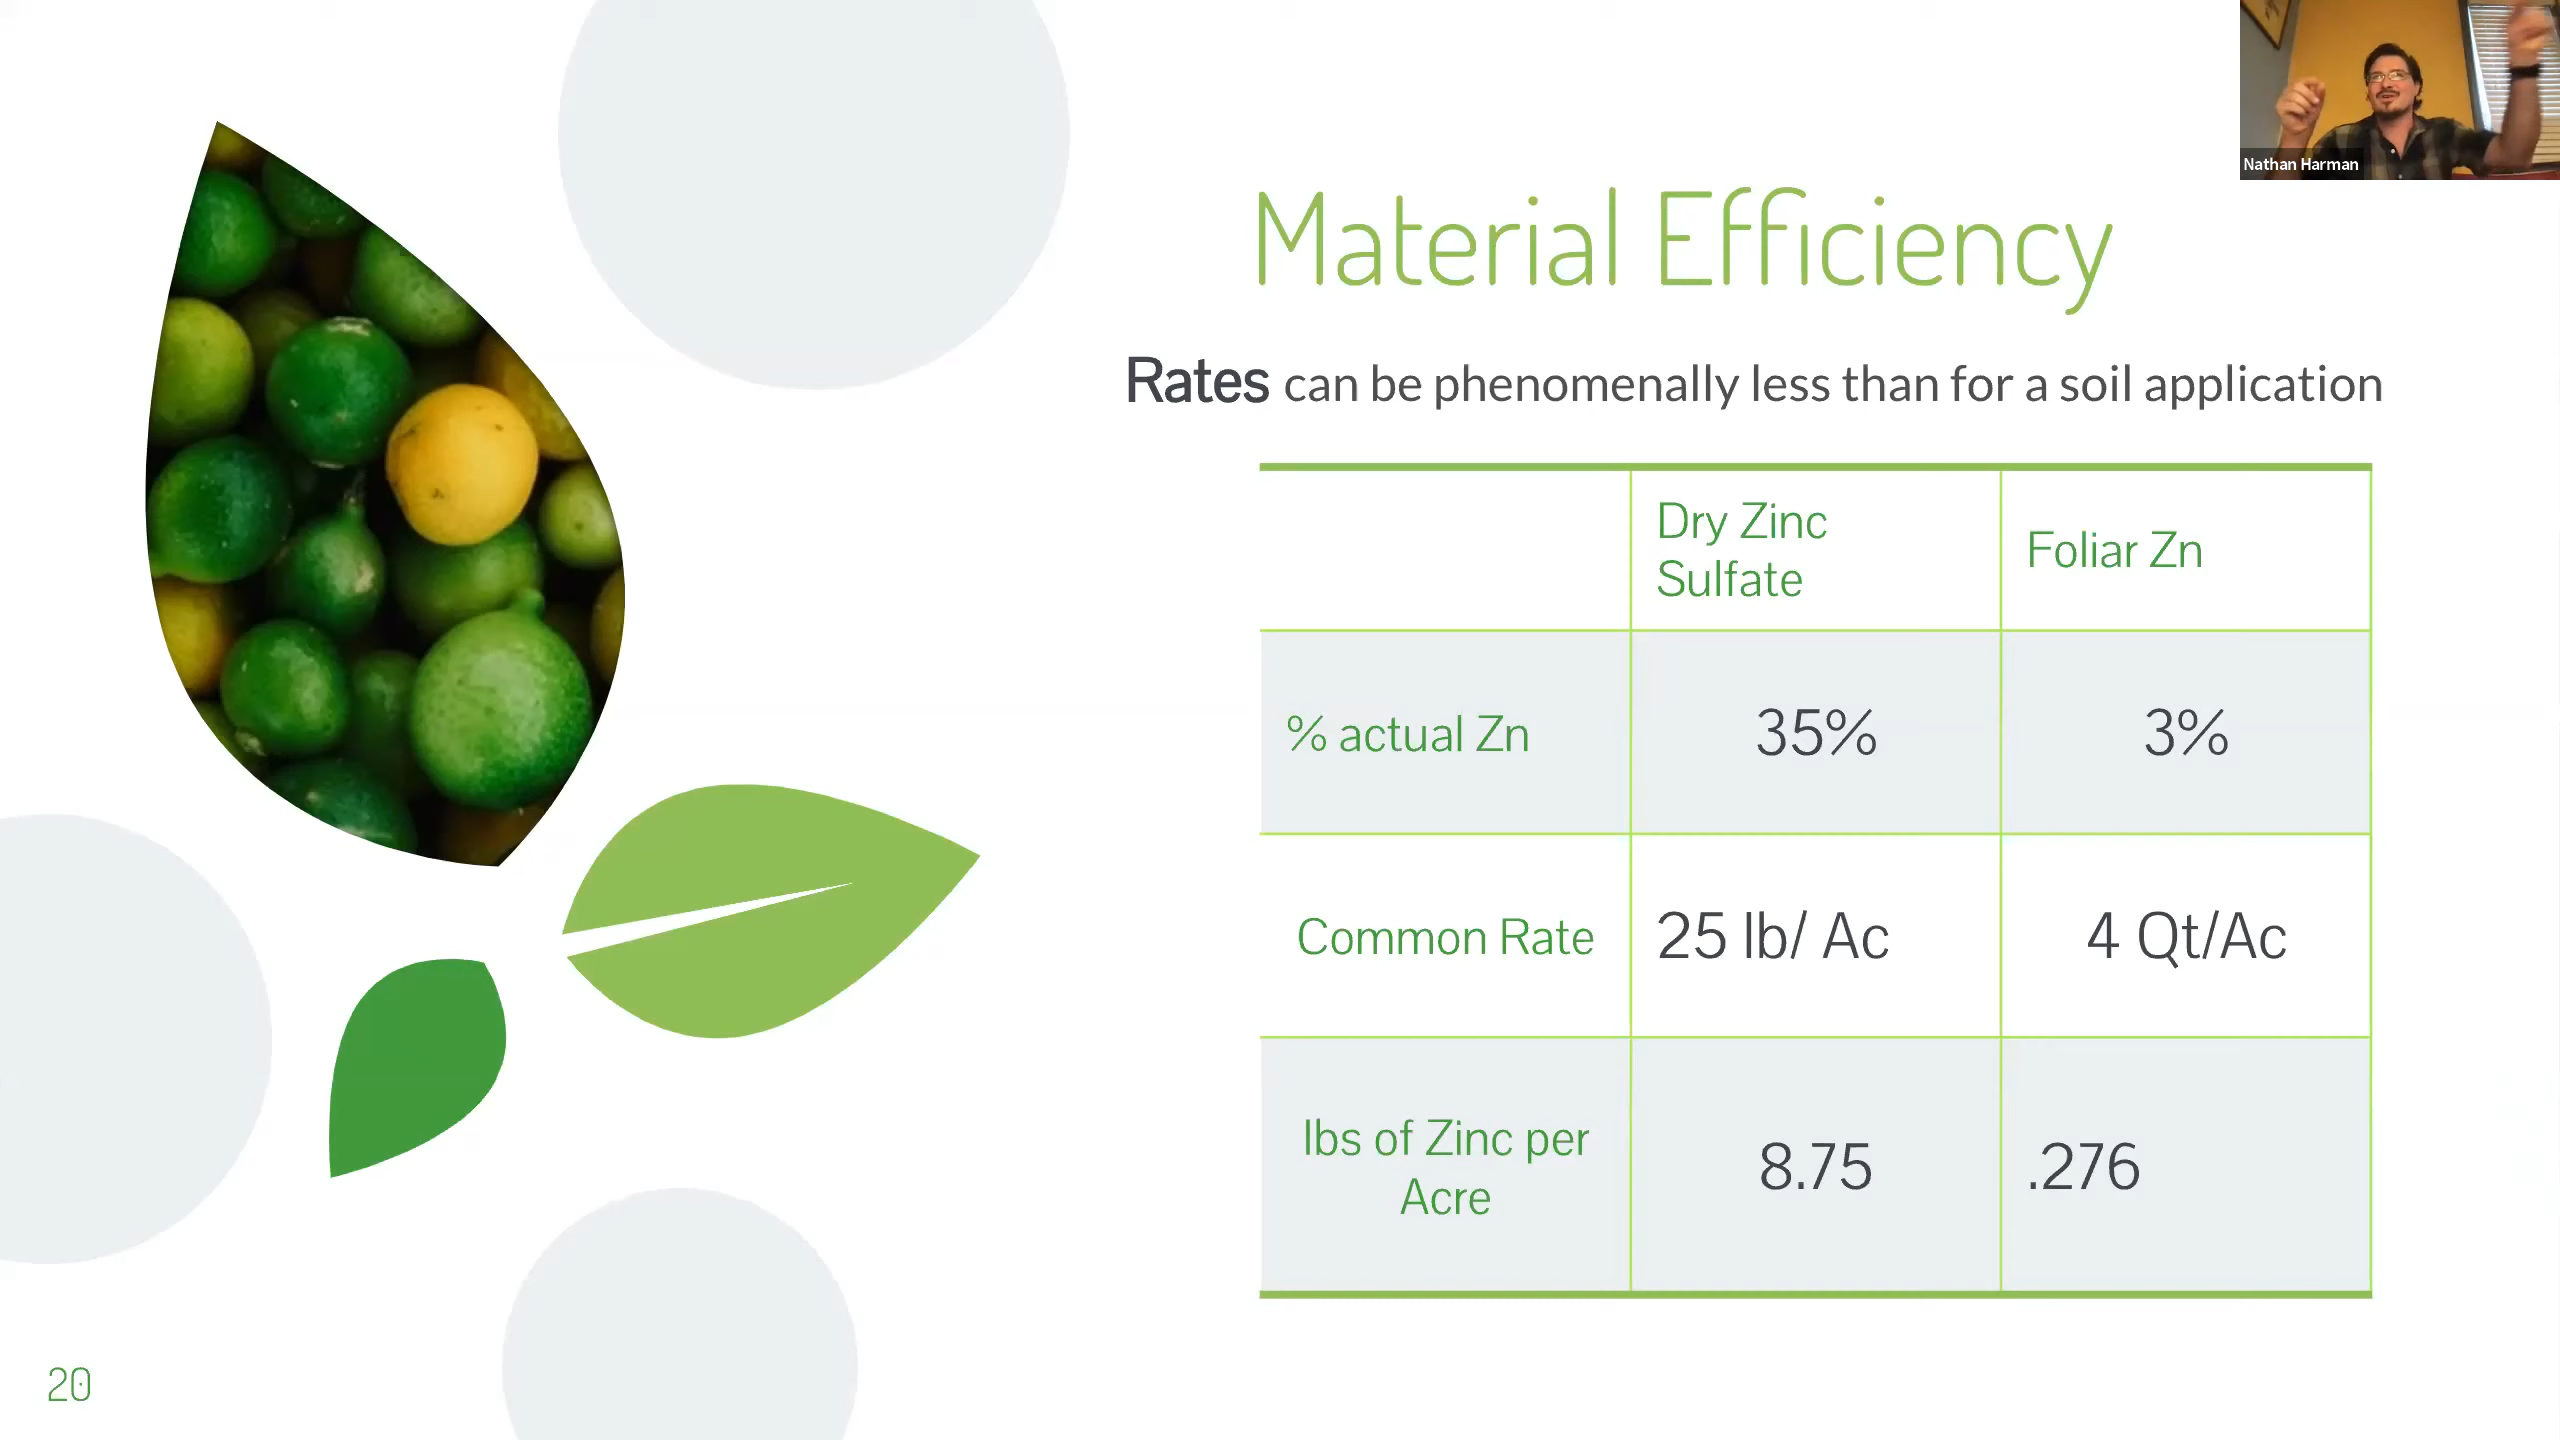 Nathan Harman
Material Efficiency
Rates can be phenomenally less than for a soil application
Dry Zinc
Sulfate
Foliar Zn
% actual Zn
35%
3%
Common Rate
25 lb/ Ac
4 Qt/Ac
lbs of Zinc per
Acre
8.75
.276
20